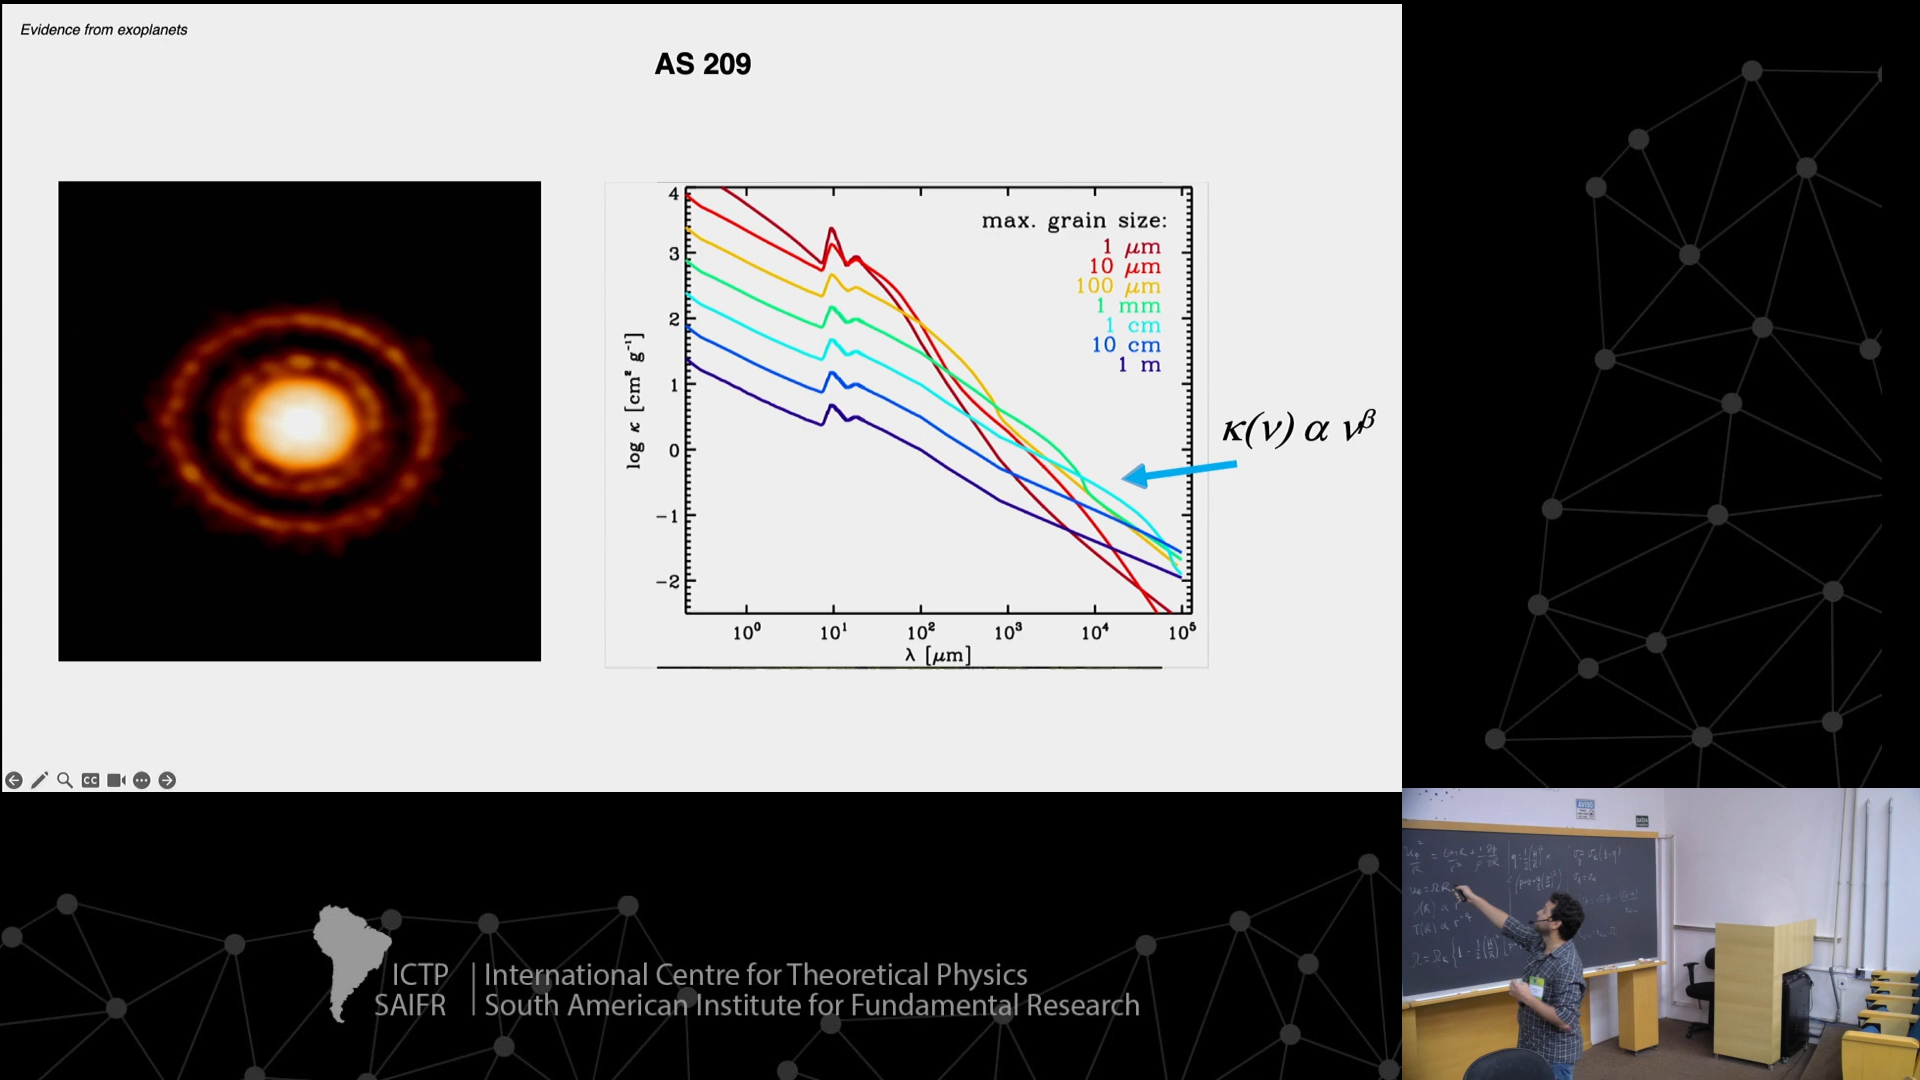 Evidence from exoplanets
AS 209
4
3
2
1
0
−1
−2
log κ [cm² g⁻¹]
max. grain size:
1 μm
10 μm
100 μm
1 mm
1 cm
10 cm
1 m
10⁰ 10¹ 10² 10³ 10⁴ 10⁵
λ [μm]
κ(ν) α ν^β
CC
ICTP | International Centre for Theoretical Physics
SAIFR | South American Institute for Fundamental Research
AVISO